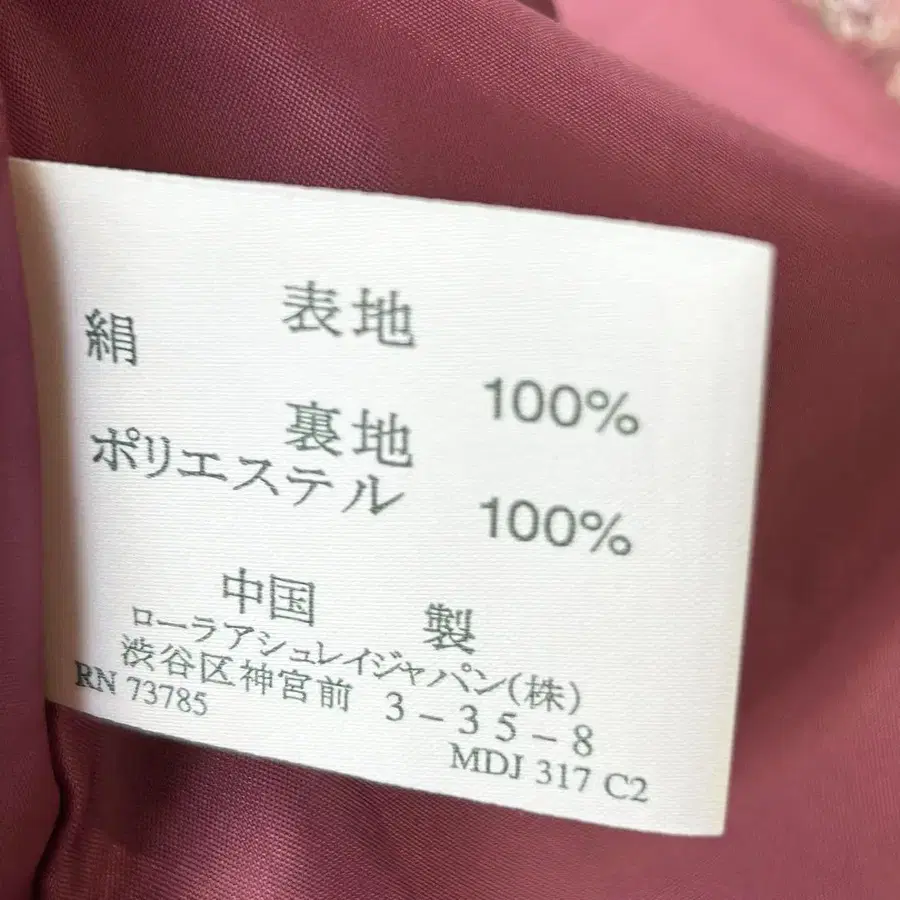 表地
絹 100%
裏地
ポリエステル 100%
中国 製
ローラアシュレイジャパン(株)
渋谷区神宮前 3-35-8
RN 73785 MDJ 317 C2